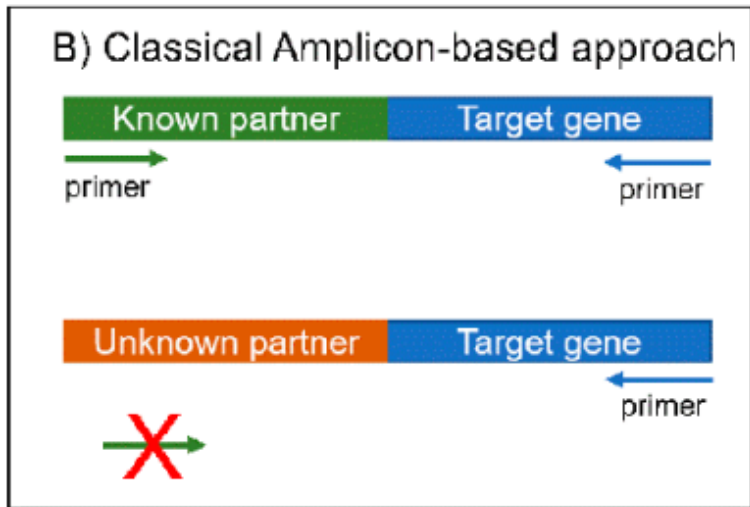 B) Classical Amplicon-based approach
Known partner Target gene
primer primer
Unknown partner Target gene
primer